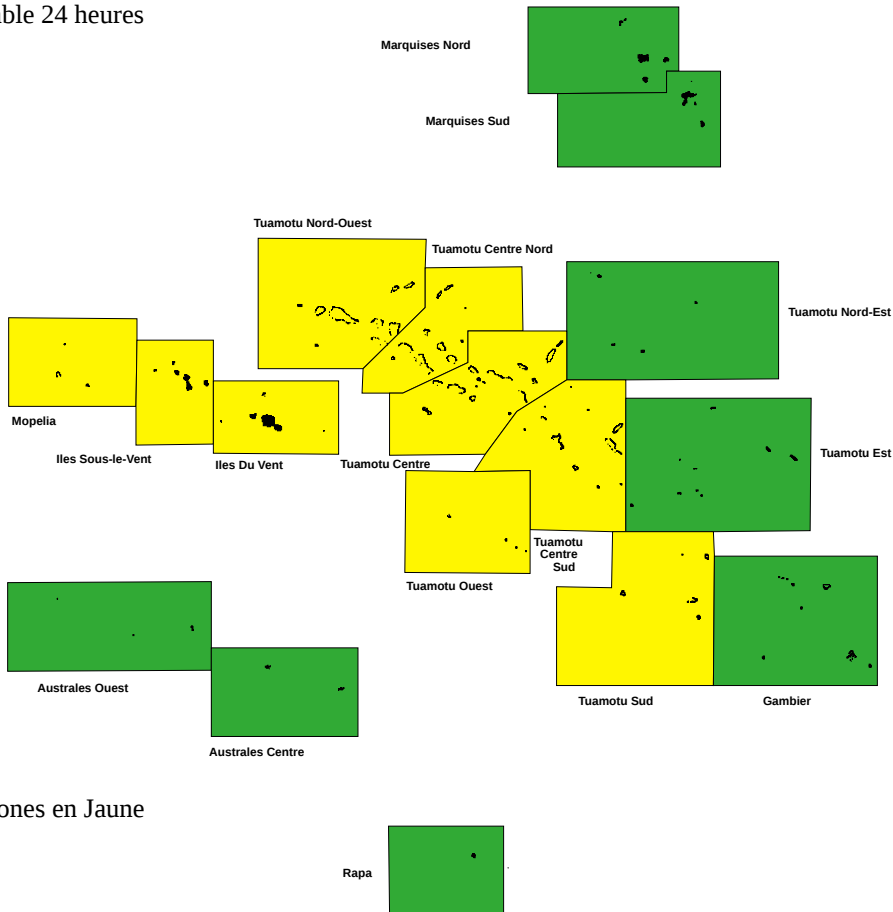 24 heures
Marquises Nord
Marquises Sud
Tuamotu Nord-Ouest
Tuamotu Centre Nord
Tuamotu Nord-Est
Mopelia
Iles Sous-le-Vent
Iles Du Vent
Tuamotu Centre
Tuamotu Est
Tuamotu
Centre
Sud
Tuamotu Ouest
Australes Ouest
Tuamotu Sud
Gambier
Australes Centre
en Jaune
Rapa